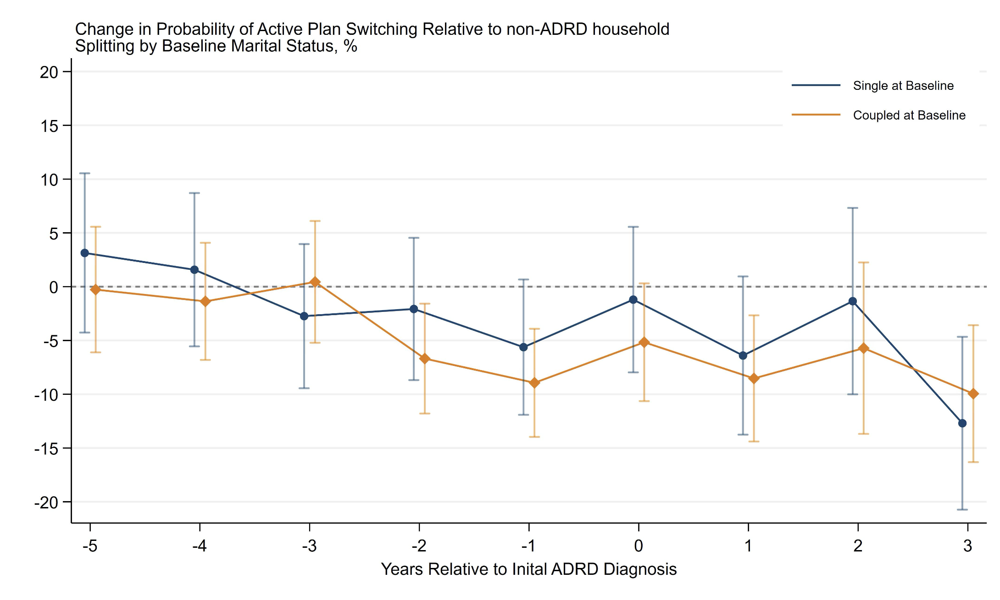 Change in Probability of Active Plan Switching Relative to non-ADRD household
Splitting by Baseline Marital Status, %
20
15
10
5
0
-5
-10
-15
-20
Single at Baseline
Coupled at Baseline
-5 -4 -3 -2 -1 0 1 2 3
Years Relative to Inital ADRD Diagnosis